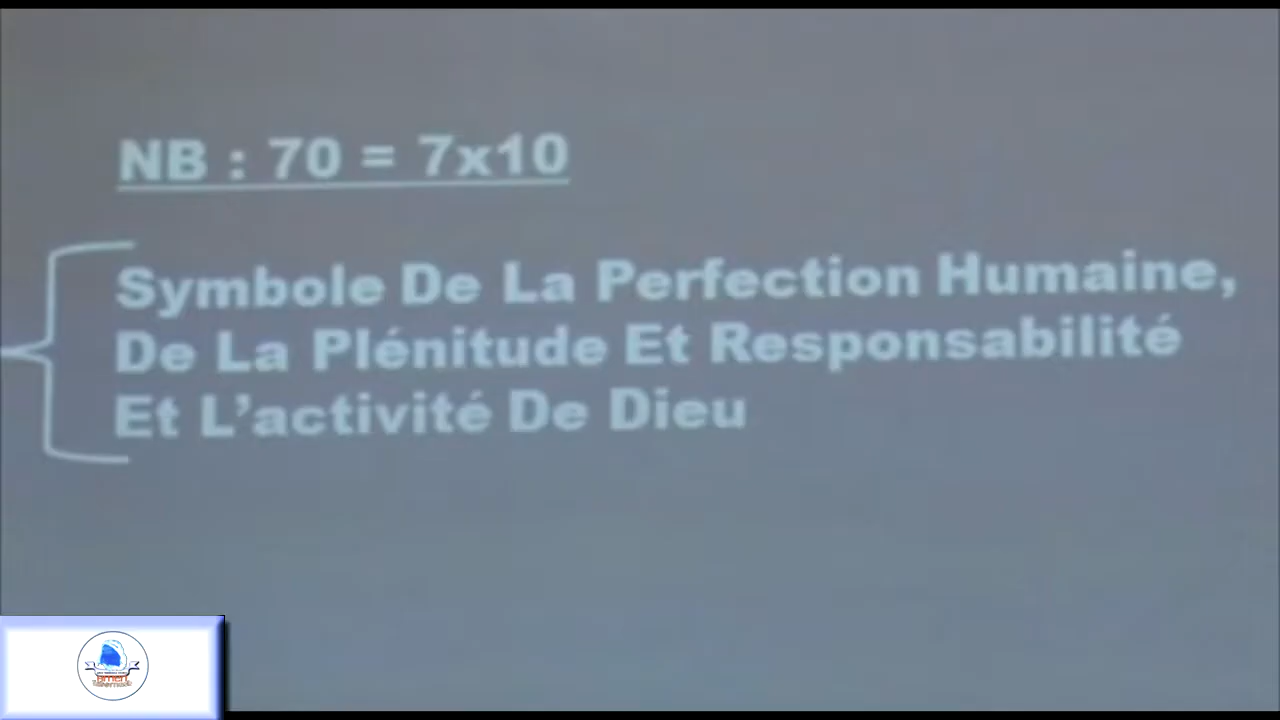 NB : 70 = 7x10
Symbole De La Perfection Humaine,
De La Plénitude Et Responsabilité
Et L’activité De Dieu